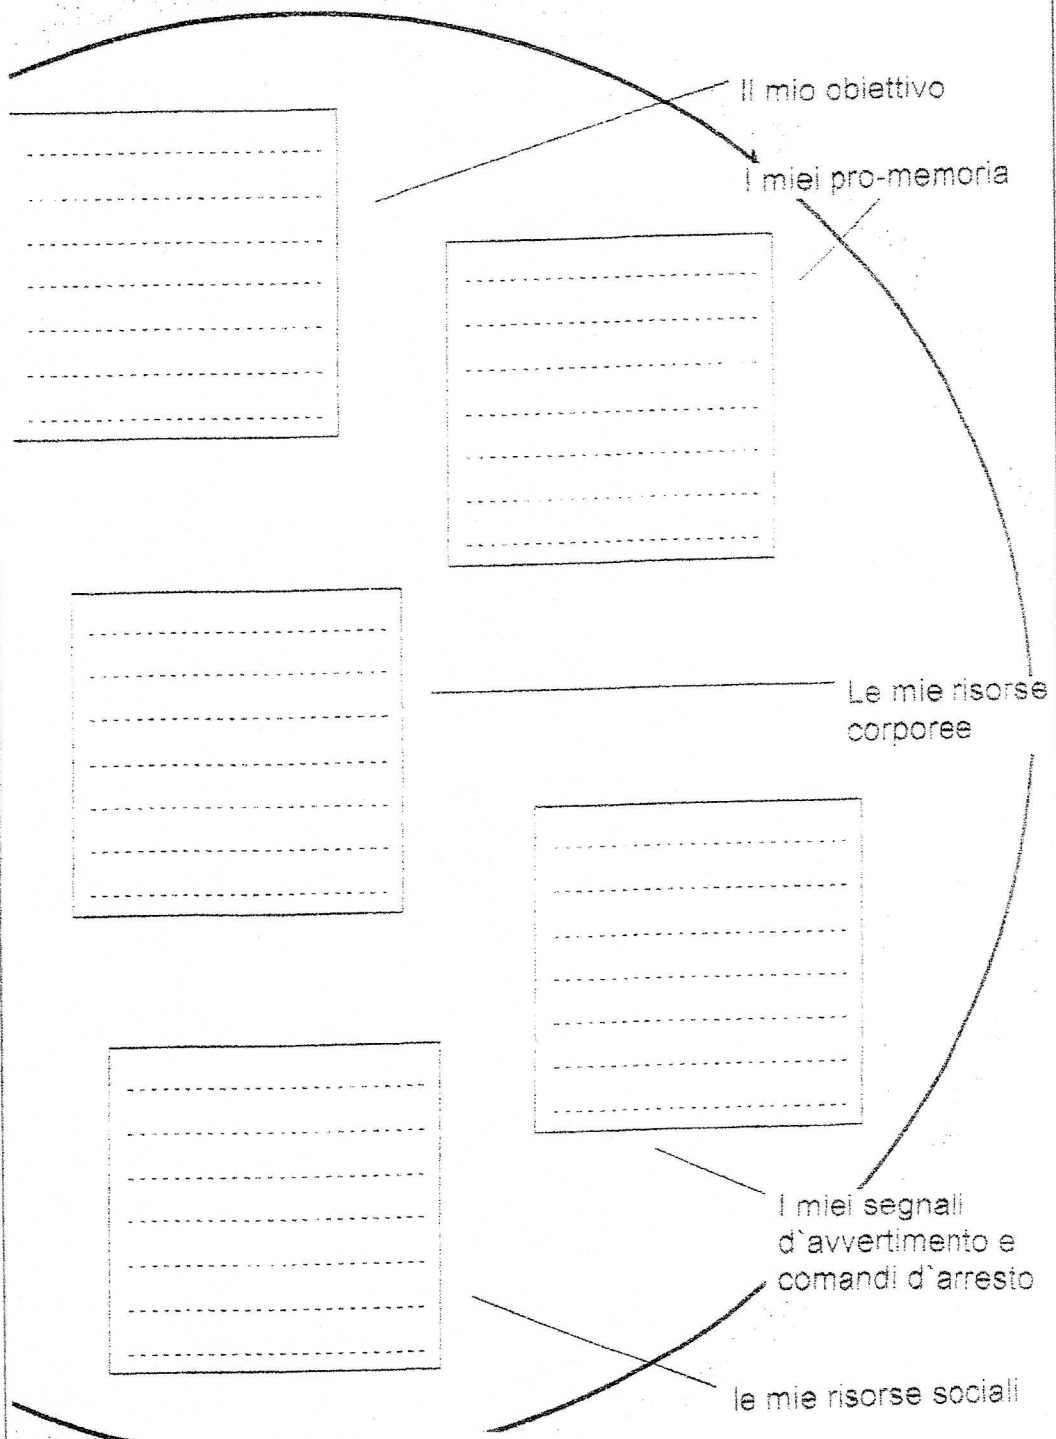 Il mio obiettivo
I miei pro-memoria
Le mie risorse
corporee
I miei segnali
d`avvertimento e
comandi d`arresto
le mie risorse sociali